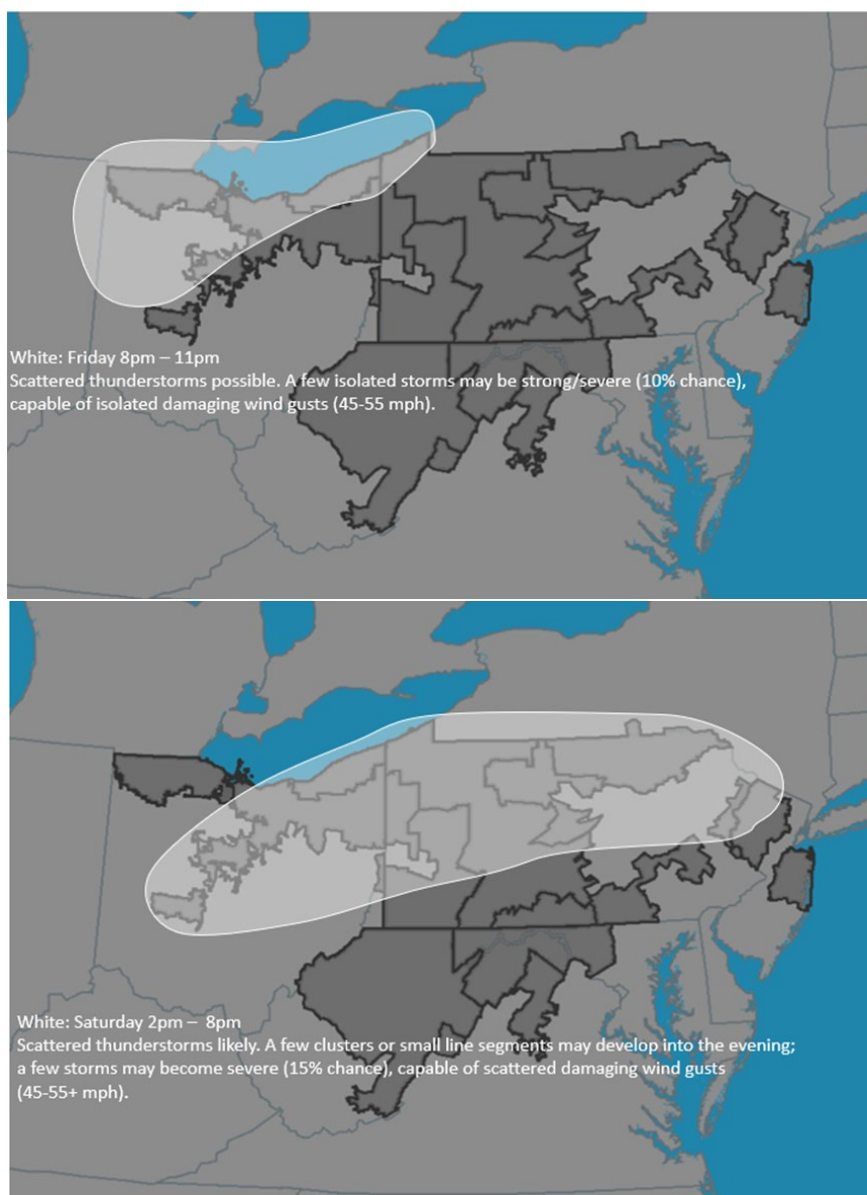 White: Friday 8pm – 11pm
Scattered thunderstorms possible. A few isolated storms may be strong/severe (10% chance),
capable of isolated damaging wind gusts (45-55 mph).
White: Saturday 2pm –  8pm
Scattered thunderstorms likely. A few clusters or small line segments may develop into the evening;
a few storms may become severe (15% chance), capable of scattered damaging wind gusts
(45-55+ mph).